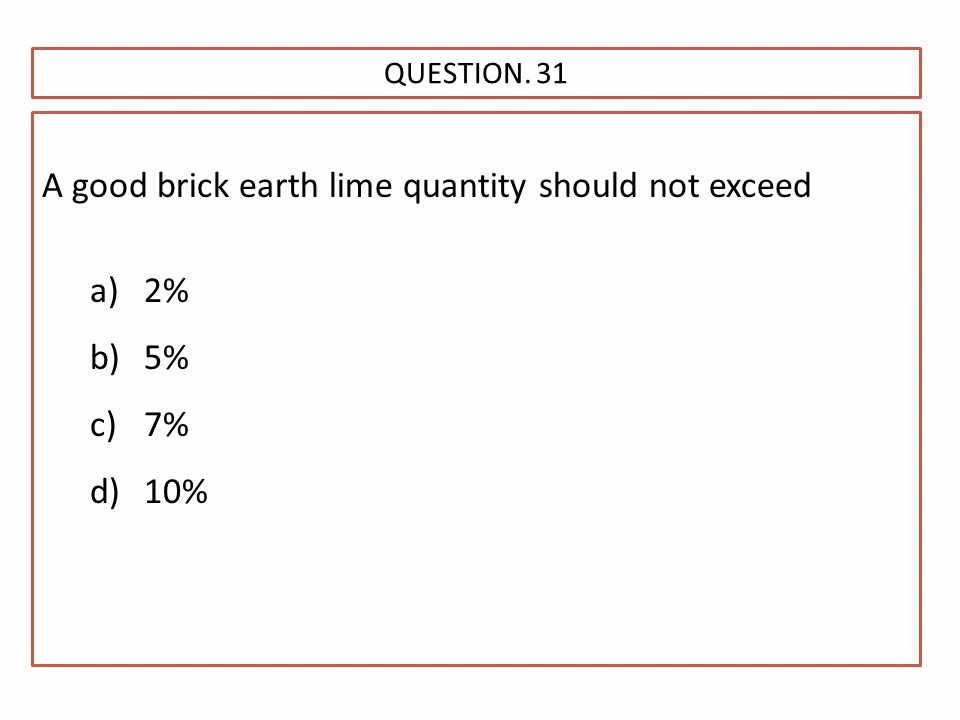 QUESTION. 31
A good brick earth lime quantity should not exceed
a) 2%
b) 5%
c) 7%
d) 10%